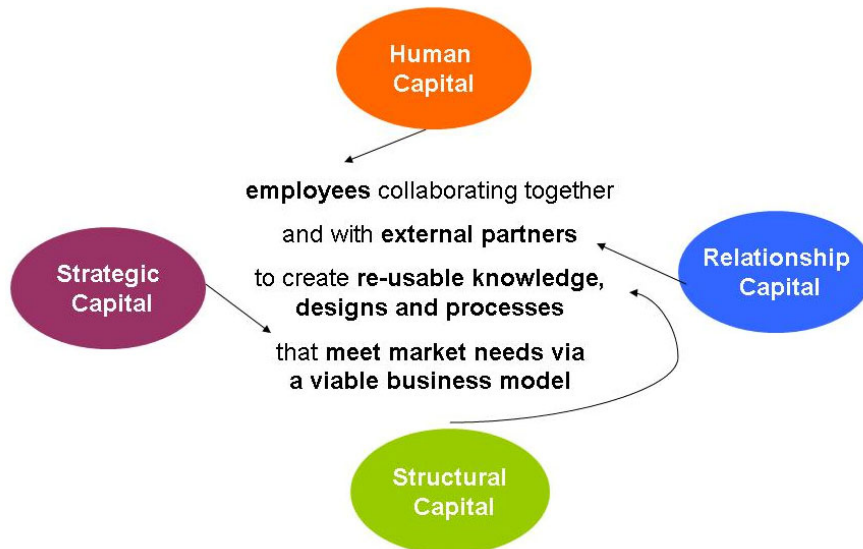 Human
Capital
employees collaborating together
and with external partners
to create re-usable knowledge,
designs and processes
that meet market needs via
a viable business model
Strategic
Capital
Relationship
Capital
Structural
Capital